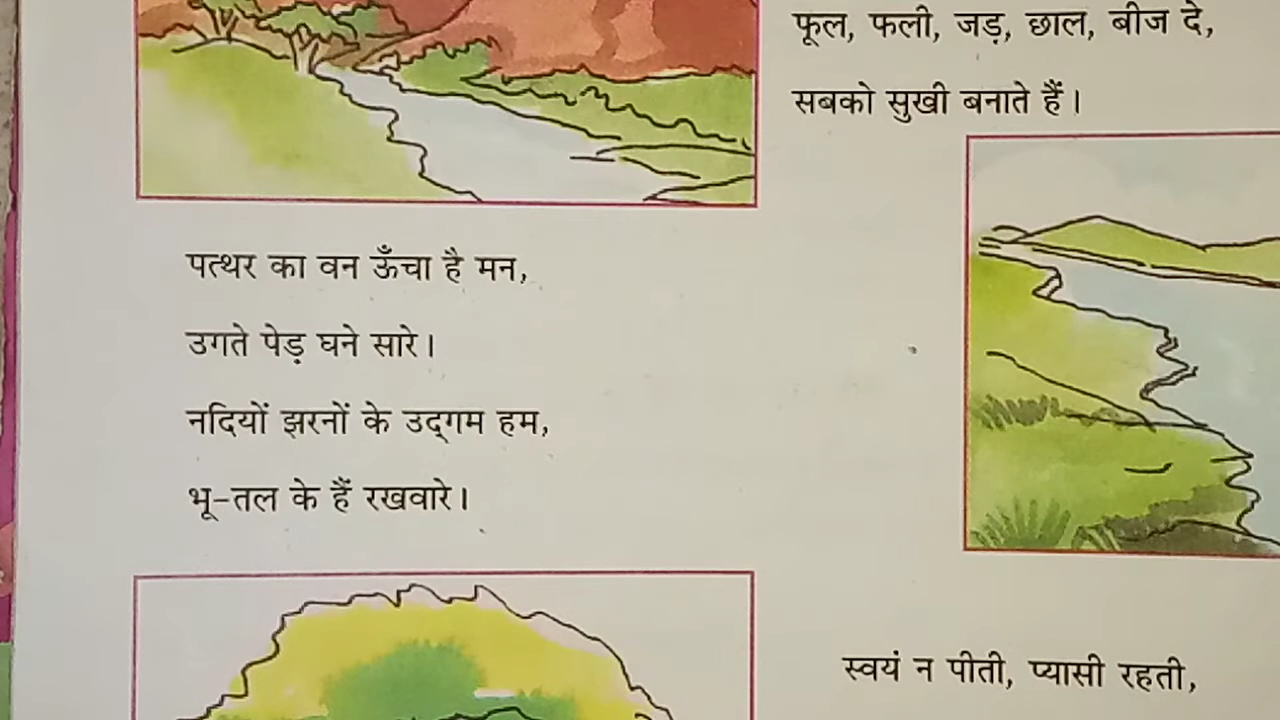 फूल, फली, जड़, छाल, बीज दे,
सबको सुखी बनाते हैं।
पत्थर का वन ऊँचा है मन,
उगते पेड़ घने सारे।
नदियों झरनों के उद्‌गम हम,
भू-तल के हैं रखवारे।
स्वयं न पीती, प्यासी रहती,